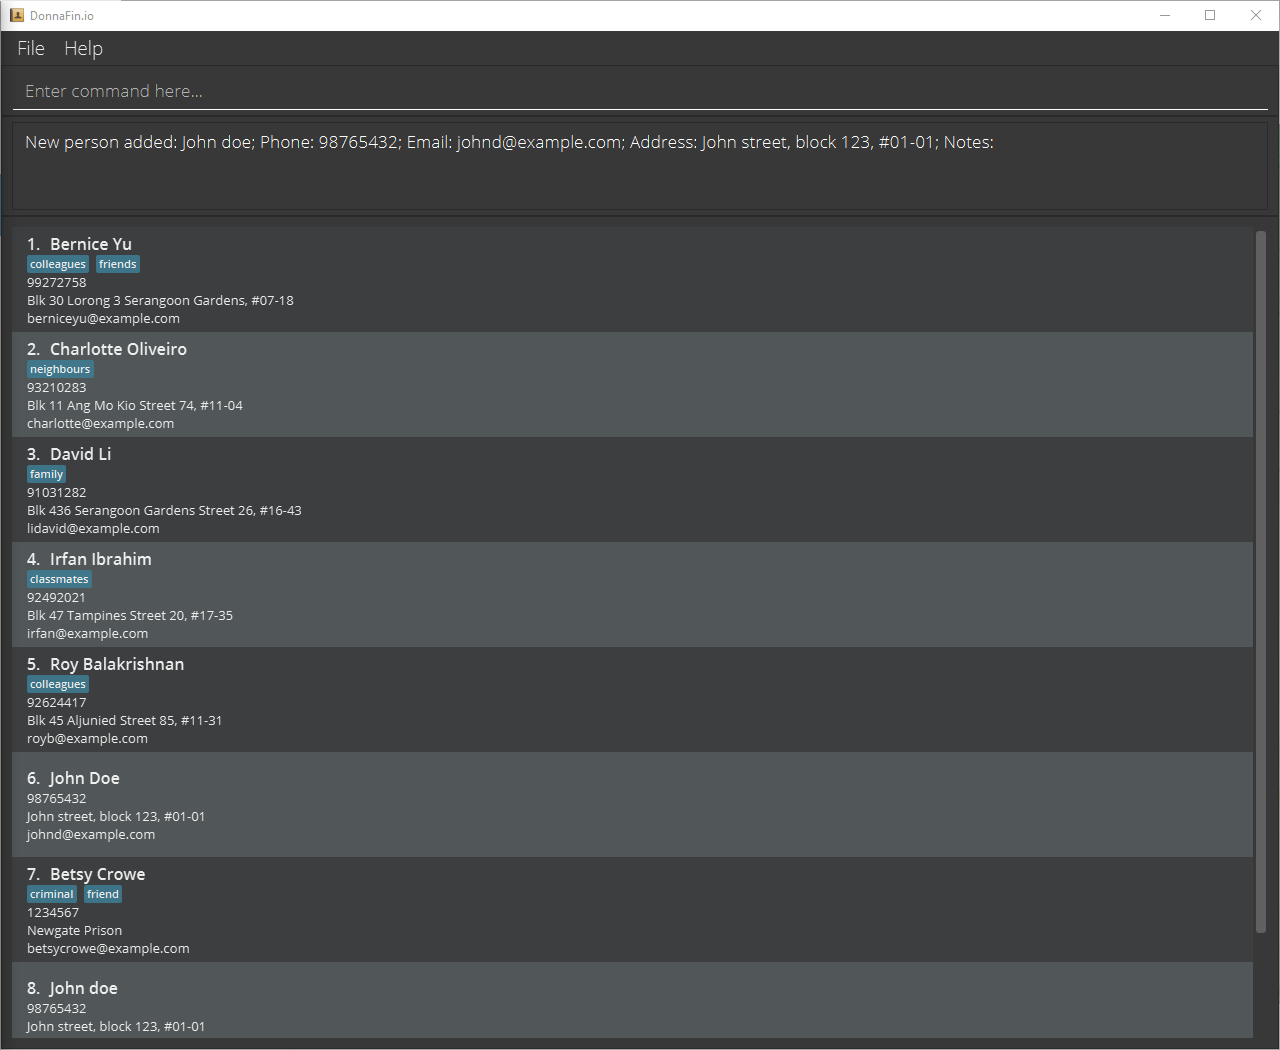 DonnaFin.io
File Help
Enter command here...
New person added: John doe; Phone: 98765432; Email: johnd@example.com; Address: John street, block 123, #01-01; Notes:
1. Bernice Yu
colleagues friends
99272758
Blk 30 Lorong 3 Serangoon Gardens, #07-18
berniceyu@example.com
2. Charlotte Oliveiro
neighbours
93210283
Blk 11 Ang Mo Kio Street 74, #11-04
charlotte@example.com
3. David Li
family
91031282
Blk 436 Serangoon Gardens Street 26, #16-43
lidavid@example.com
4. Irfan Ibrahim
classmates
92492021
Blk 47 Tampines Street 20, #17-35
irfan@example.com
5. Roy Balakrishnan
colleagues
92624417
Blk 45 Aljunied Street 85, #11-31
royb@example.com
6. John Doe
98765432
John street, block 123, #01-01
johnd@example.com
7. Betsy Crowe
criminal friend
1234567
Newgate Prison
betsycrowe@example.com
8. John doe
98765432
John street, block 123, #01-01